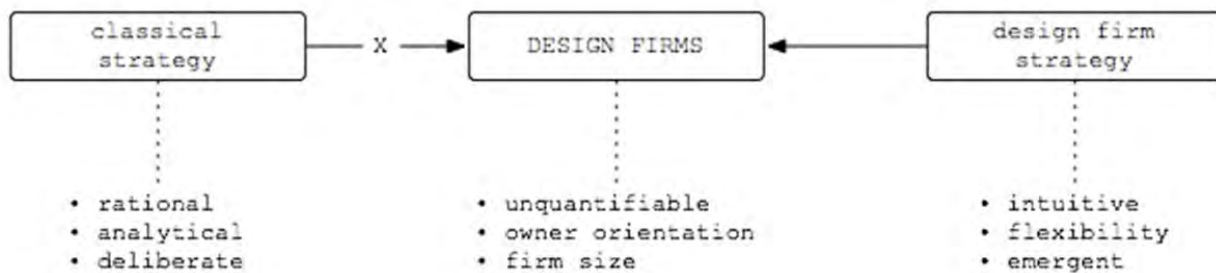 classical
strategy
X
DESIGN FIRMS
design firm
strategy
• rational
• analytical
• deliberate
• unquantifiable
• owner orientation
• firm size
• intuitive
• flexibility
• emergent